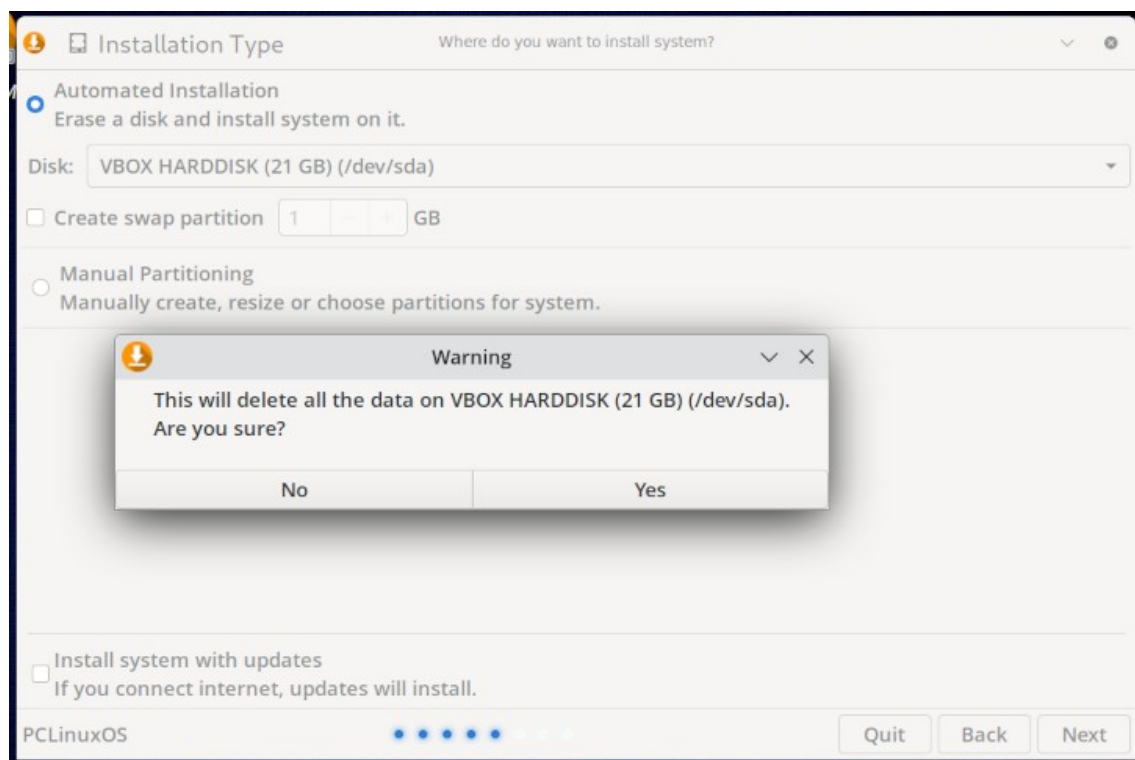 Installation Type
Where do you want to install system?
Automated Installation
Erase a disk and install system on it.
Disk: VBOX HARDDISK (21 GB) (/dev/sda)
Create swap partition 1 − + GB
Manual Partitioning
Manually create, resize or choose partitions for system.
Warning
This will delete all the data on VBOX HARDDISK (21 GB) (/dev/sda).
Are you sure?
No Yes
Install system with updates
If you connect internet, updates will install.
PCLinuxOS Quit Back Next